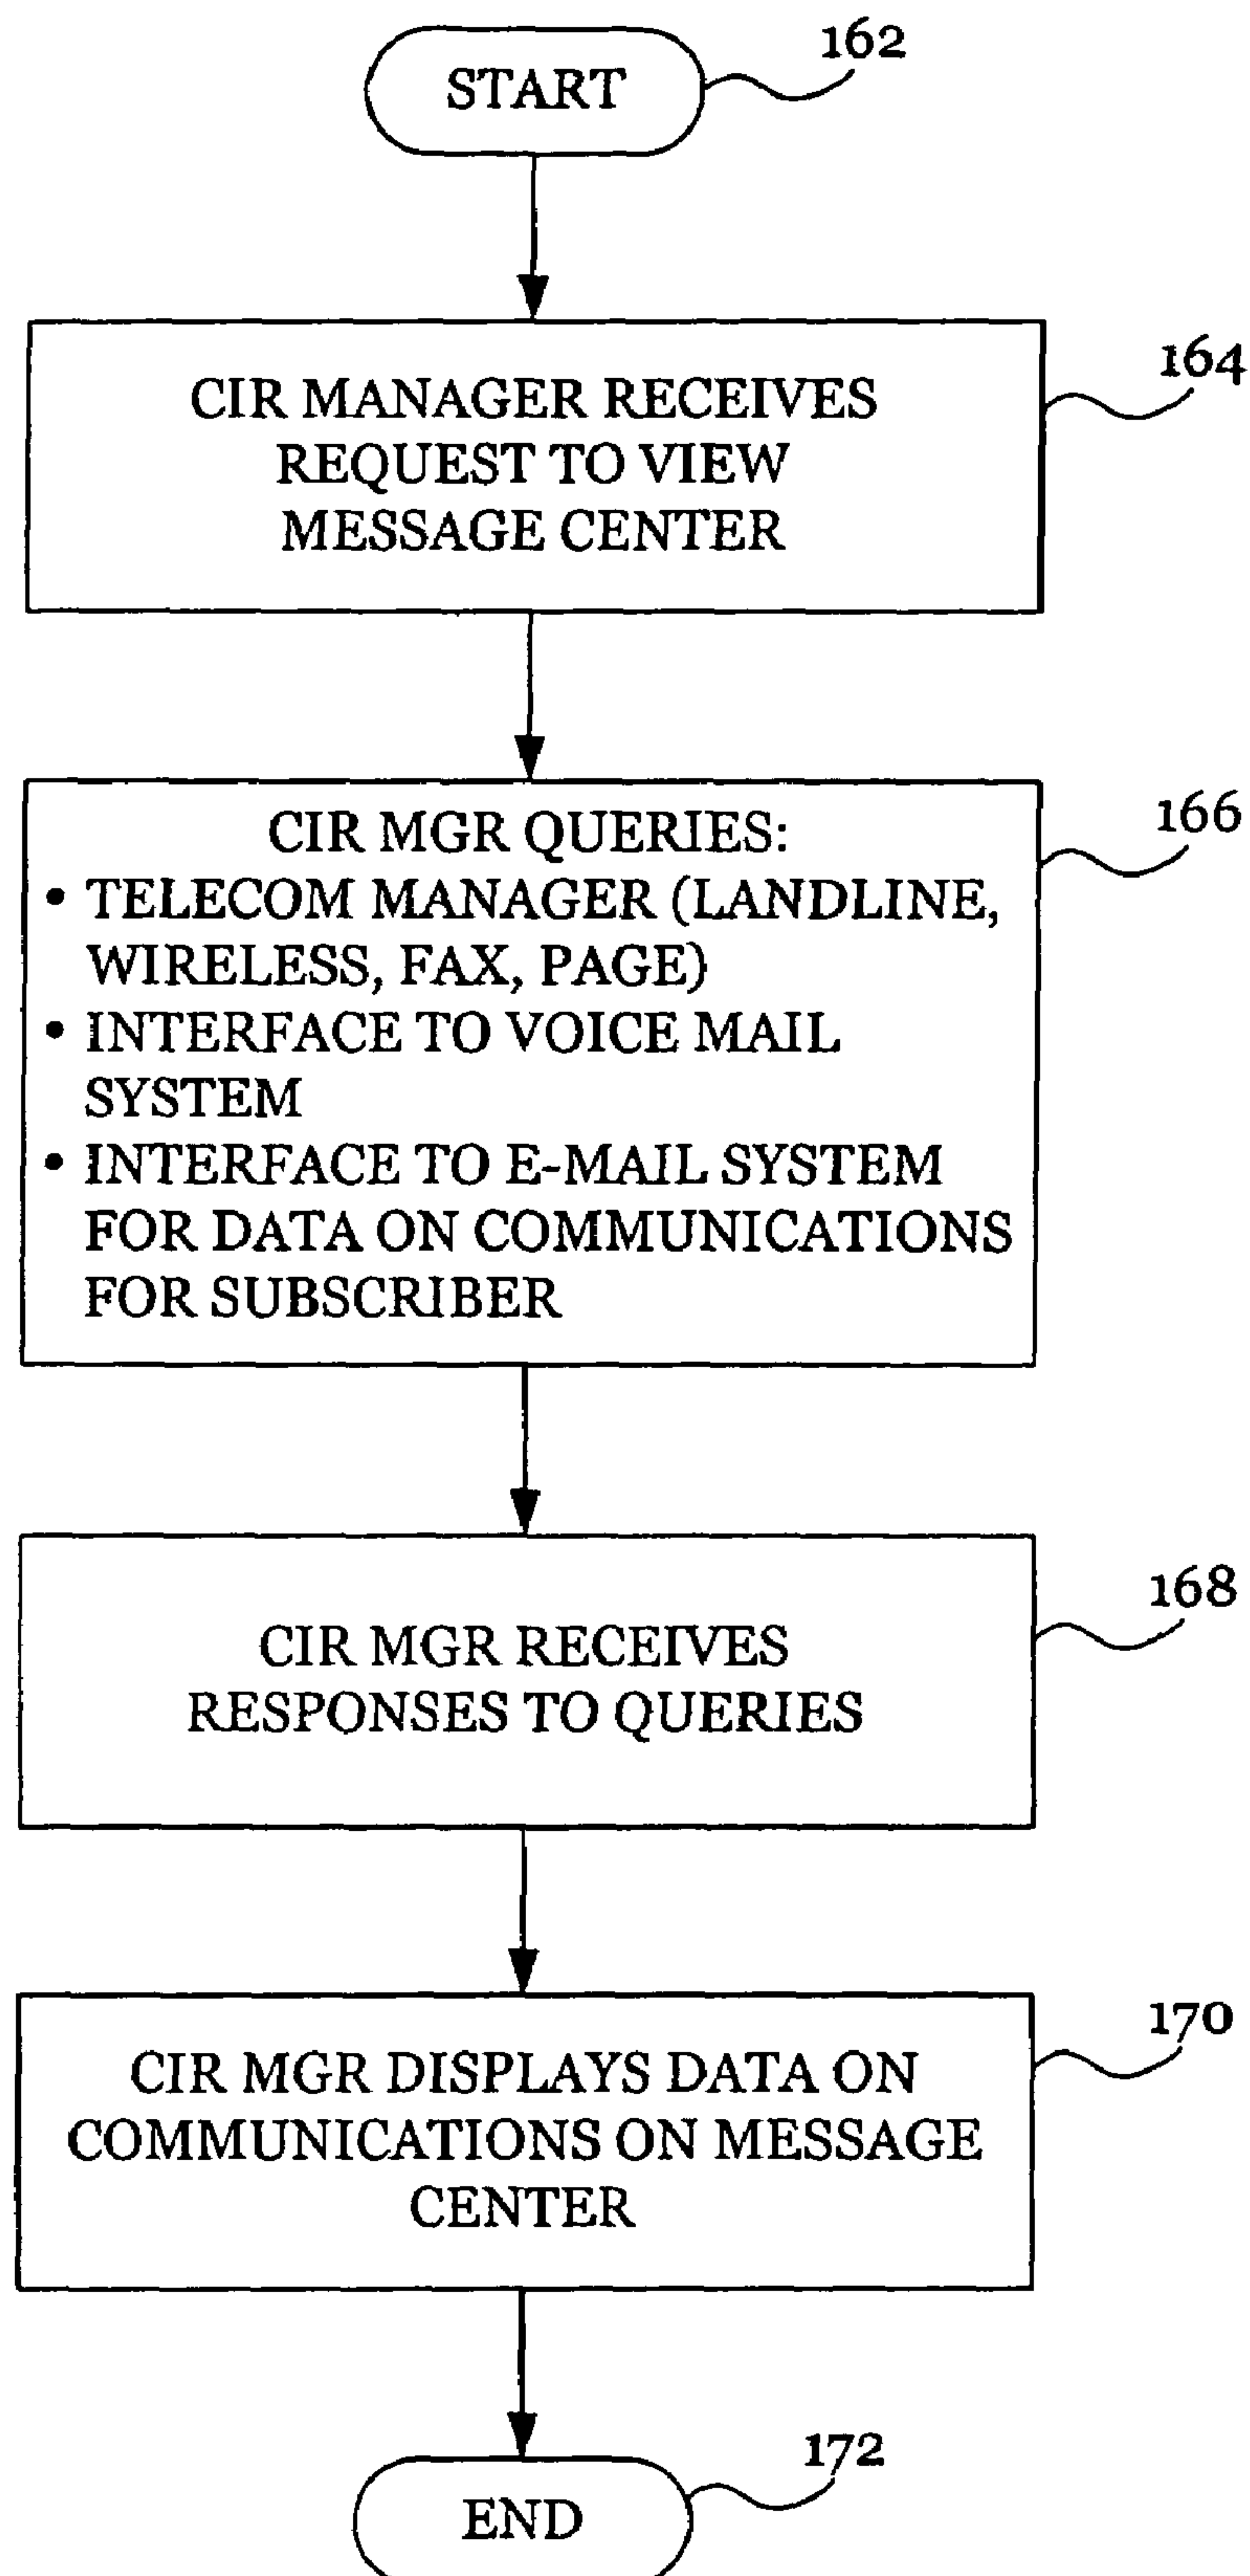 START
162
CIR MANAGER RECEIVES
REQUEST TO VIEW
MESSAGE CENTER
164
CIR MGR QUERIES:
• TELECOM MANAGER (LANDLINE,
WIRELESS, FAX, PAGE)
• INTERFACE TO VOICE MAIL
SYSTEM
• INTERFACE TO E-MAIL SYSTEM
FOR DATA ON COMMUNICATIONS
FOR SUBSCRIBER
166
CIR MGR RECEIVES
RESPONSES TO QUERIES
168
CIR MGR DISPLAYS DATA ON
COMMUNICATIONS ON MESSAGE
CENTER
170
END
172